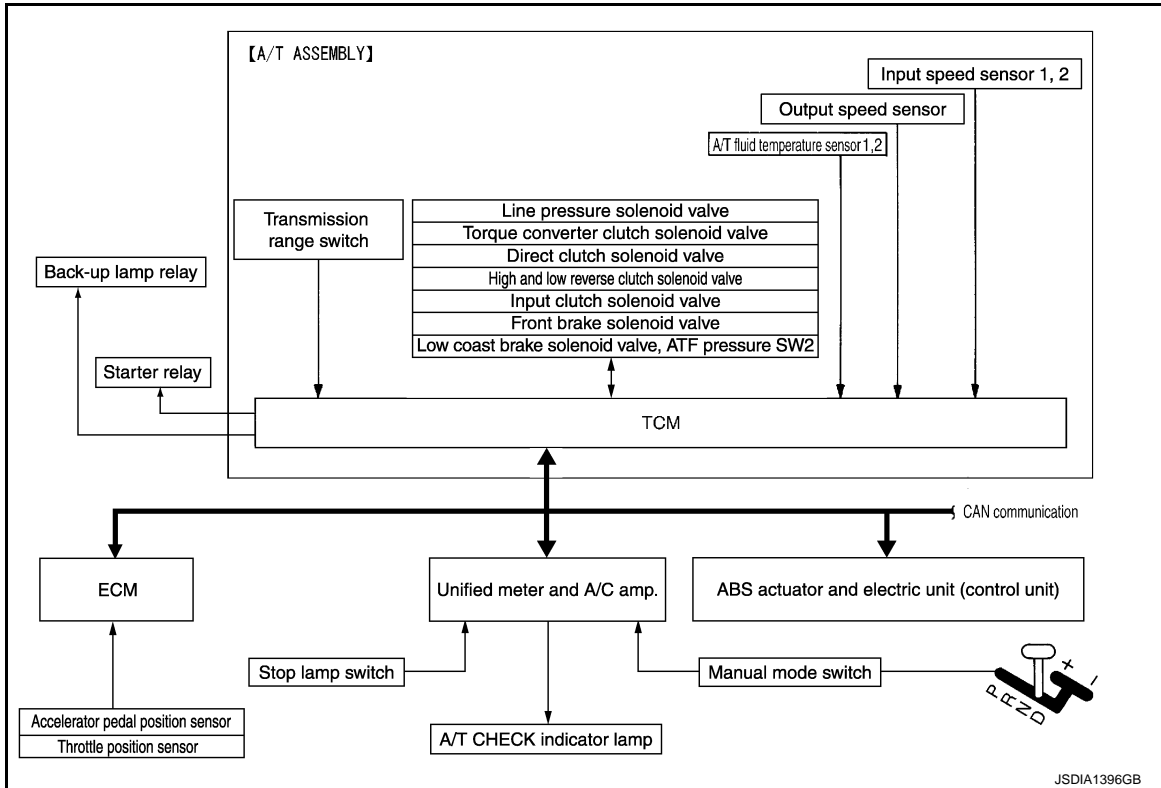 【A/T ASSEMBLY】
Input speed sensor 1, 2
Output speed sensor
A/T fluid temperature sensor 1,2
Transmission
range switch
Line pressure solenoid valve
Torque converter clutch solenoid valve
Direct clutch solenoid valve
High and low reverse clutch solenoid valve
Input clutch solenoid valve
Front brake solenoid valve
Low coast brake solenoid valve, ATF pressure SW2
Back-up lamp relay
Starter relay
TCM
CAN communication
ECM
Unified meter and A/C amp.
ABS actuator and electric unit (control unit)
Stop lamp switch
Manual mode switch
P R N D + −
Accelerator pedal position sensor
Throttle position sensor
A/T CHECK indicator lamp
JSDIA1396GB